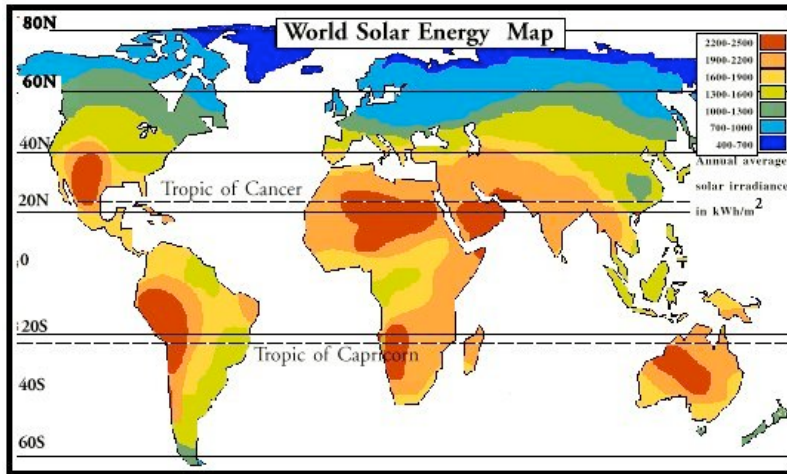 80N
World Solar Energy Map
2200-2500
1900-2200
1600-1900
1300-1600
1000-1300
700-1000
400-700
Annual average
solar irradiance
in kWh/m2
60N
40N
Tropic of Cancer
20N
0
20S
Tropic of Capricorn
40S
60S